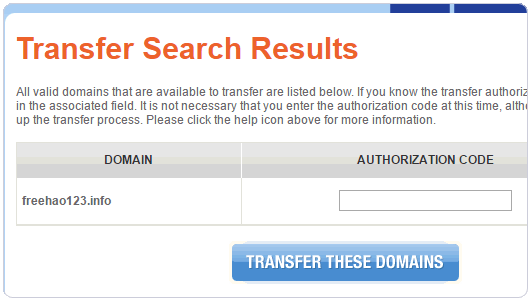 Transfer Search Results
All valid domains that are available to transfer are listed below. If you know the transfer
in the associated field. It is not necessary that you enter the authorization code at this time,
up the transfer process. Please click the help icon above for more information.
DOMAIN AUTHORIZATION CODE
freehao123.info
TRANSFER THESE DOMAINS